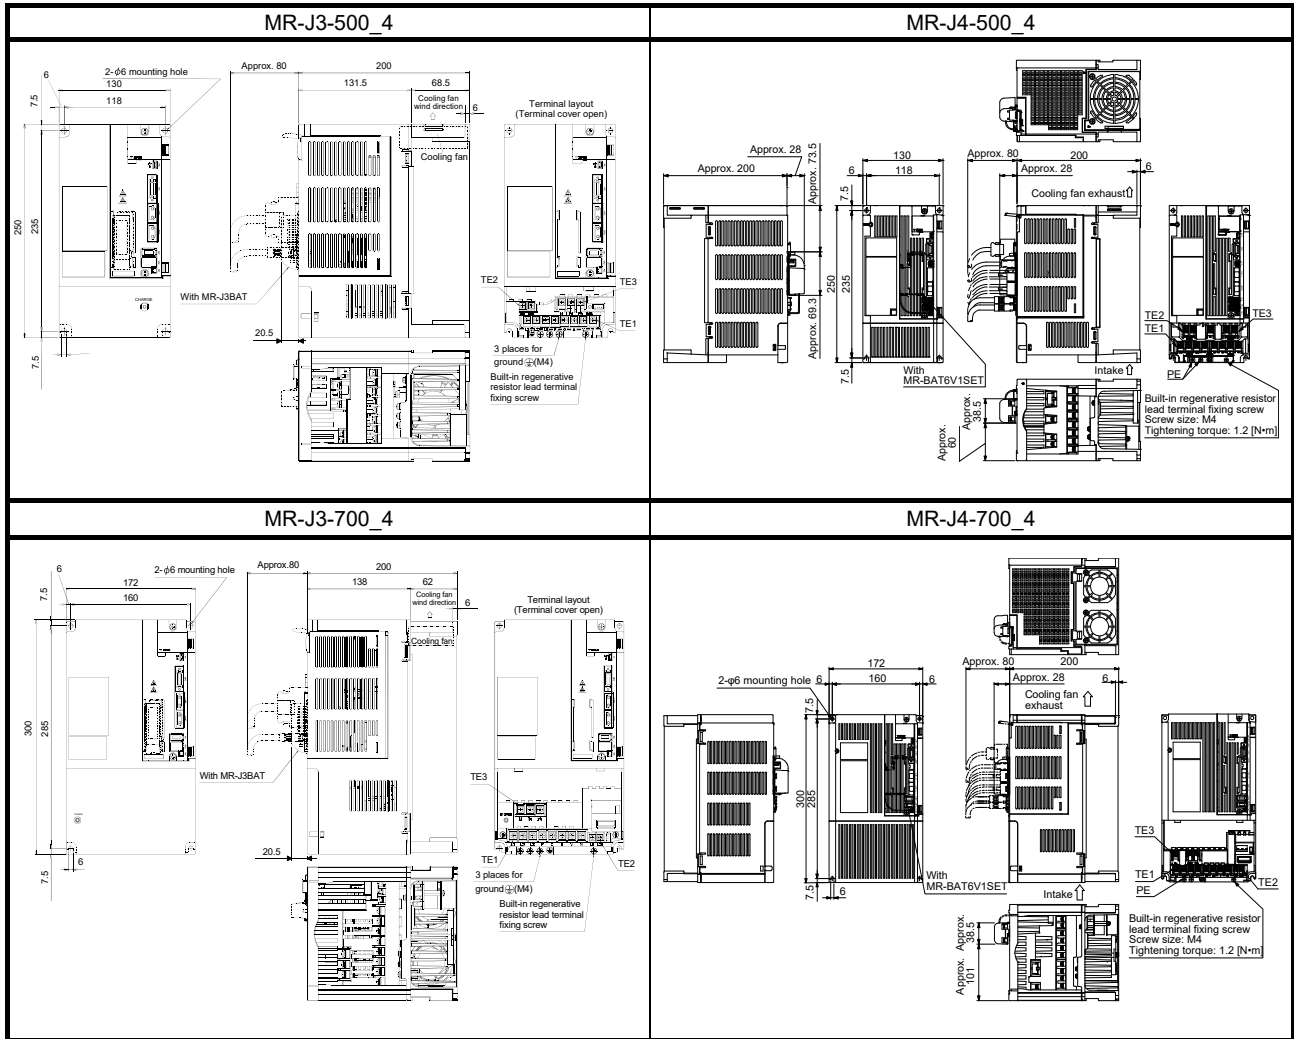 MR-J3-500_4
MR-J4-500_4
6
2-ϕ6 mounting hole
130
118
7.5
250
235
7.5
CHARGE
Approx. 80
200
131.5
68.5
Cooling fan
wind direction
6
Cooling fan
With MR-J3BAT
20.5
Terminal layout
(Terminal cover open)
TE2
TE3
TE1
3 places for
ground (M4)
Built-in regenerative
resistor lead terminal
fixing screw
Approx. 200
Approx. 28
Approx. 73.5
Approx. 69.3
130
6
118
7.5
250
235
7.5
With
MR-BAT6V1SET
Approx. 80
200
Approx. 28
6
Cooling fan exhaust
Intake
Approx.
38.5
Approx.
60
TE2
TE1
TE3
PE
Built-in regenerative resistor
lead terminal fixing screw
Screw size: M4
Tightening torque: 1.2 [N•m]
MR-J3-700_4
MR-J4-700_4
6
2-ϕ6 mounting hole
172
160
7.5
300
285
6
7.5
Approx.80
200
138
62
Cooling fan
wind direction
6
Cooling fan
With MR-J3BAT
20.5
Terminal layout
(Terminal cover open)
TE3
TE1
TE2
3 places for
ground (M4)
Built-in regenerative
resistor lead terminal
fixing screw
172
2-φ6 mounting hole
6
160
6
7.5
300
285
7.5
6
With
MR-BAT6V1SET
Approx. 80
200
Approx. 28
6
Cooling fan
exhaust
Intake
Approx.
38.5
Approx.
101
TE3
TE1
PE
TE2
Built-in regenerative resistor
lead terminal fixing screw
Screw size: M4
Tightening torque: 1.2 [N•m]